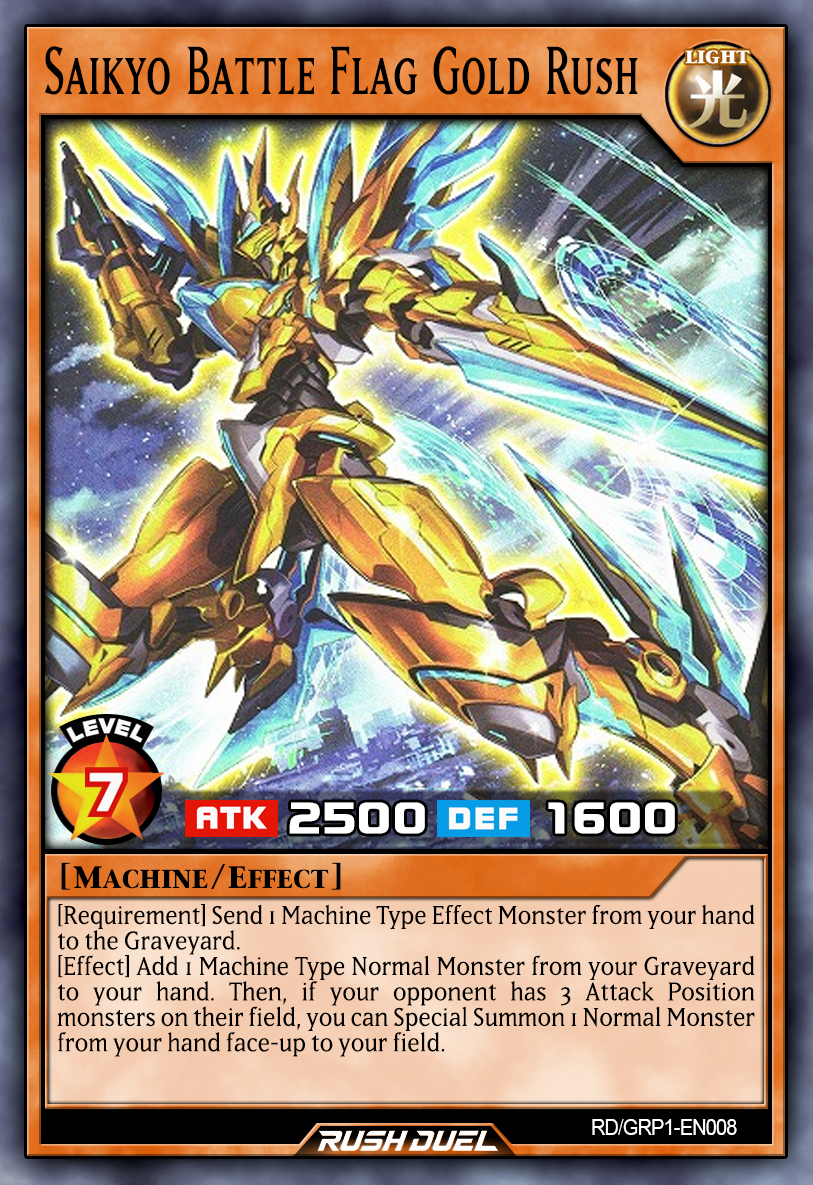 Saikyo Battle Flag Gold Rush
LIGHT
光
LEVEL
7
ATK 2500 DEF 1600
[Machine/Effect]
[Requirement] Send 1 Machine Type Effect Monster from your hand
to the Graveyard.
[Effect] Add 1 Machine Type Normal Monster from your Graveyard
to your hand. Then, if your opponent has 3 Attack Position
monsters on their field, you can Special Summon 1 Normal Monster
from your hand face-up to your field.
RD/GRP1-EN008
RUSH DUEL